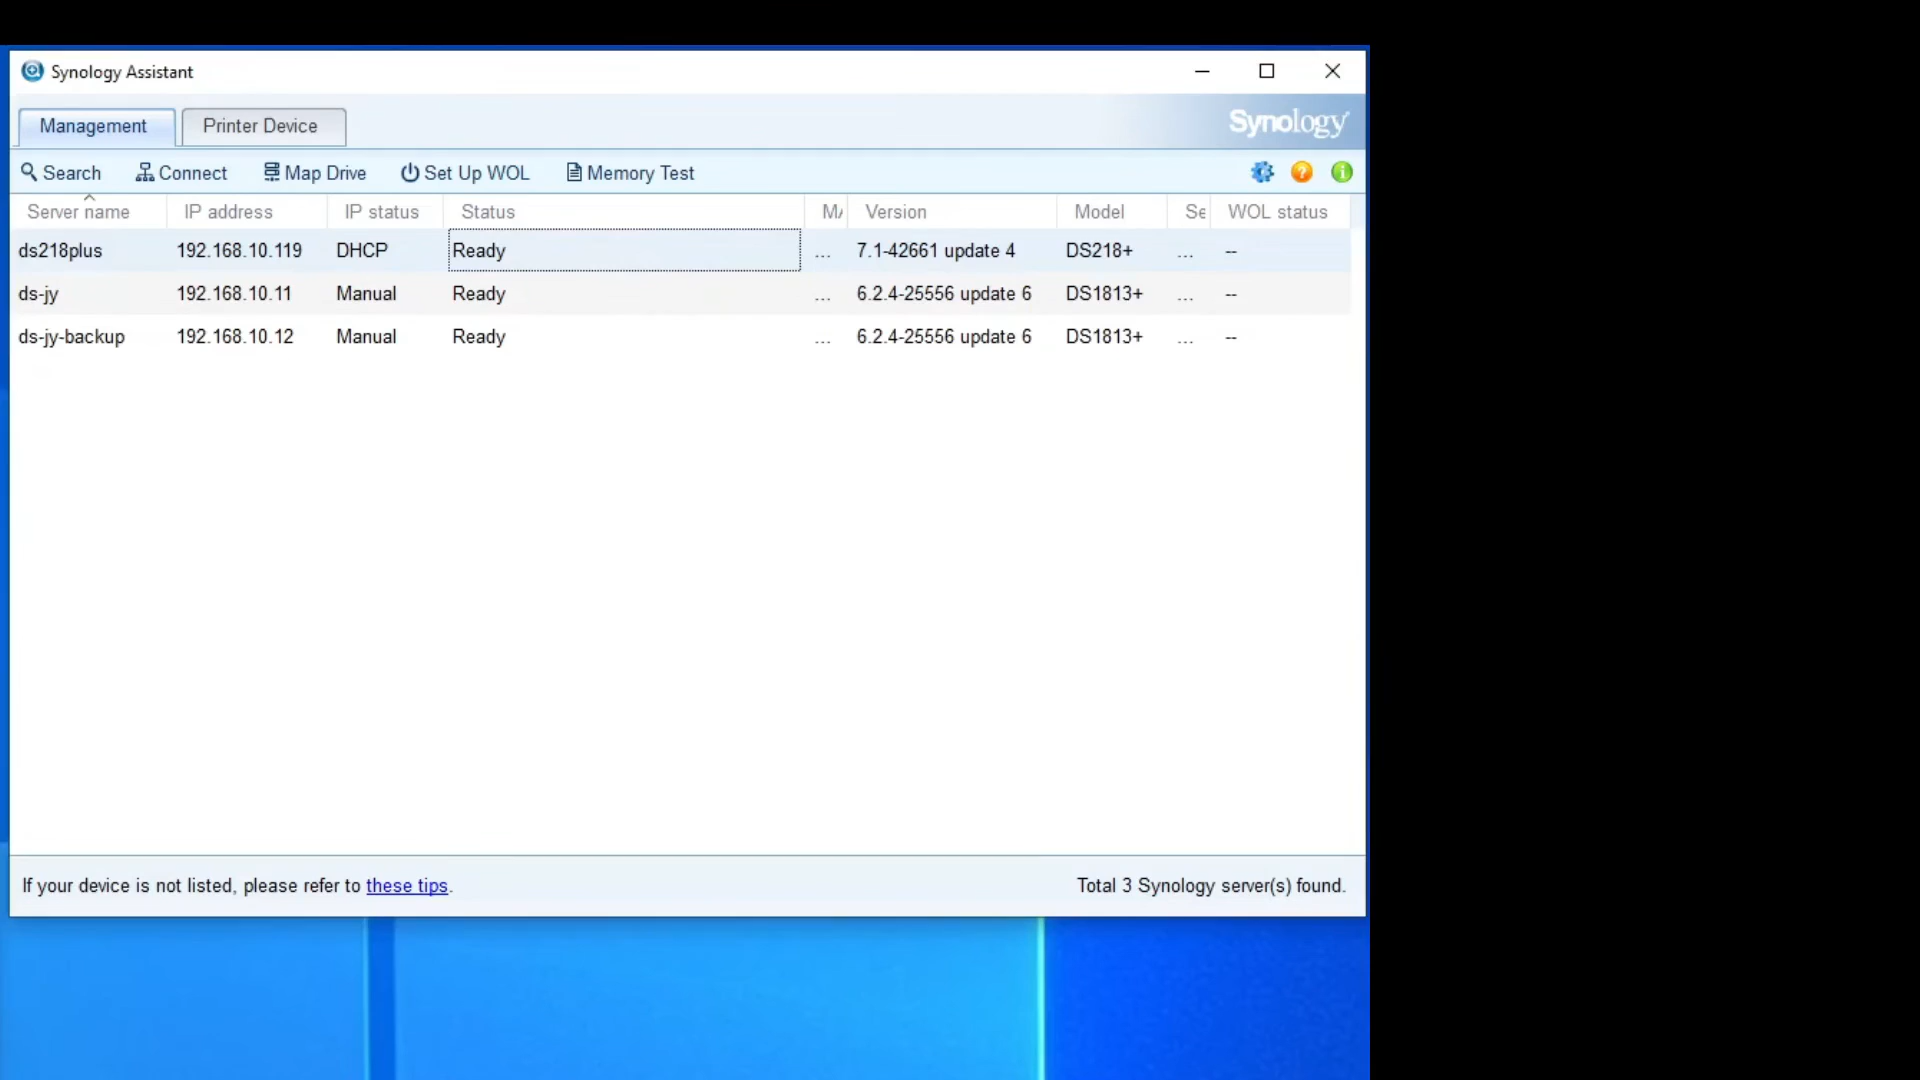 Synology Assistant
Management Printer Device Synology
Search Connect Map Drive Set Up WOL Memory Test
Server name IP address IP status Status MA Version Model Se WOL status
ds218plus 192.168.10.119 DHCP Ready ... 7.1-42661 update 4 DS218+ ... --
ds-jy 192.168.10.11 Manual Ready ... 6.2.4-25556 update 6 DS1813+ ... --
ds-jy-backup 192.168.10.12 Manual Ready ... 6.2.4-25556 update 6 DS1813+ ... --
If your device is not listed, please refer to these tips. Total 3 Synology server(s) found.